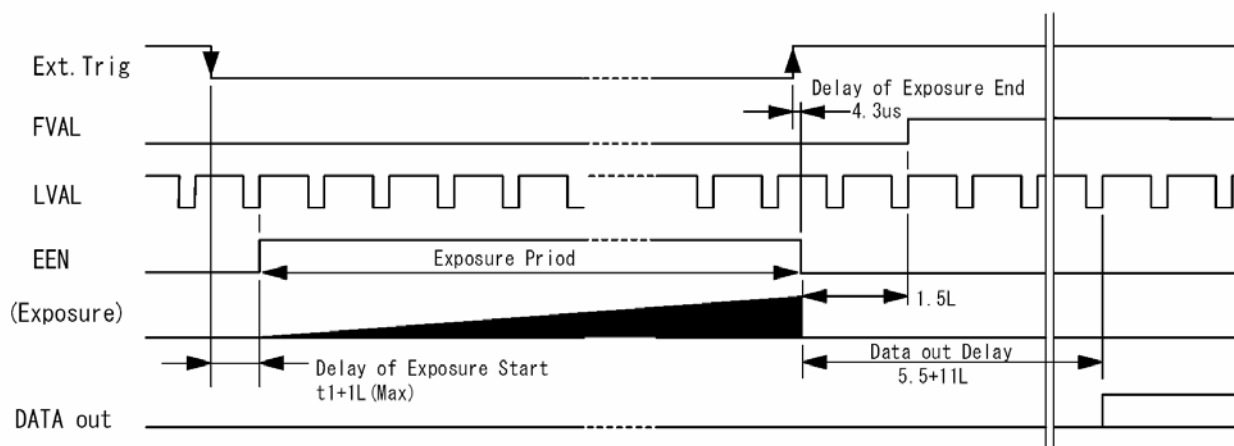 Ext.Trig
Delay of Exposure End
4.3us
FVAL
LVAL
EEN
Exposure Priod
(Exposure)
1.5L
Delay of Exposure Start
t1+1L(Max)
Data out Delay
5.5+11L
DATA out